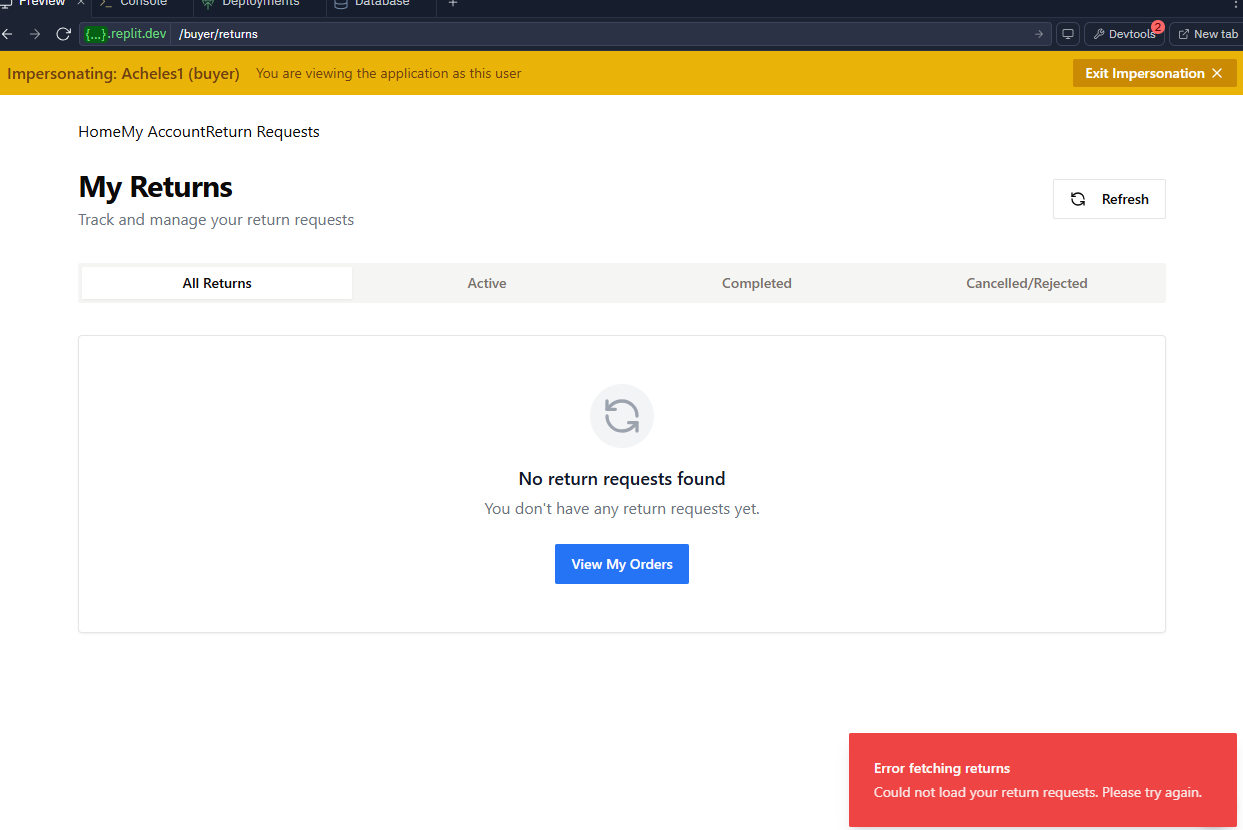 Preview Console Deployments Database
{...}.replit.dev /buyer/returns Devtools 2 New tab
Impersonating: Acheles1 (buyer) You are viewing the application as this user Exit Impersonation
HomeMy AccountReturn Requests
My Returns
Track and manage your return requests
Refresh
All Returns Active Completed Cancelled/Rejected
No return requests found
You don't have any return requests yet.
View My Orders
Error fetching returns
Could not load your return requests. Please try again.